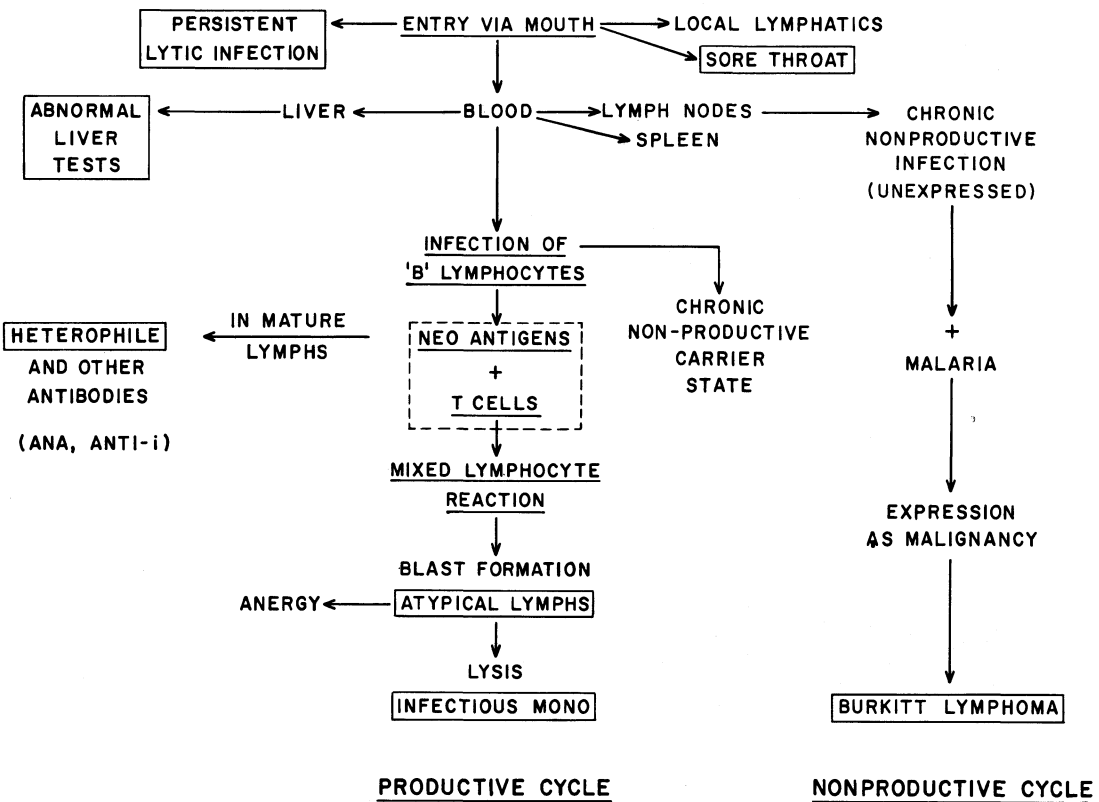 PERSISTENT
LYTIC INFECTION
ENTRY VIA MOUTH
LOCAL LYMPHATICS
SORE THROAT
ABNORMAL
LIVER
TESTS
LIVER
BLOOD
LYMPH NODES
SPLEEN
CHRONIC
NONPRODUCTIVE
INFECTION
(UNEXPRESSED)
INFECTION OF
'B' LYMPHOCYTES
CHRONIC
NON-PRODUCTIVE
CARRIER
STATE
HETEROPHILE
AND OTHER
ANTIBODIES
(ANA, ANTI-i)
IN MATURE
LYMPHS
NEO ANTIGENS
+
T CELLS
+
MALARIA
MIXED LYMPHOCYTE
REACTION
EXPRESSION
AS MALIGNANCY
BLAST FORMATION
ANERGY
ATYPICAL LYMPHS
LYSIS
INFECTIOUS MONO
BURKITT LYMPHOMA
PRODUCTIVE CYCLE
NONPRODUCTIVE CYCLE